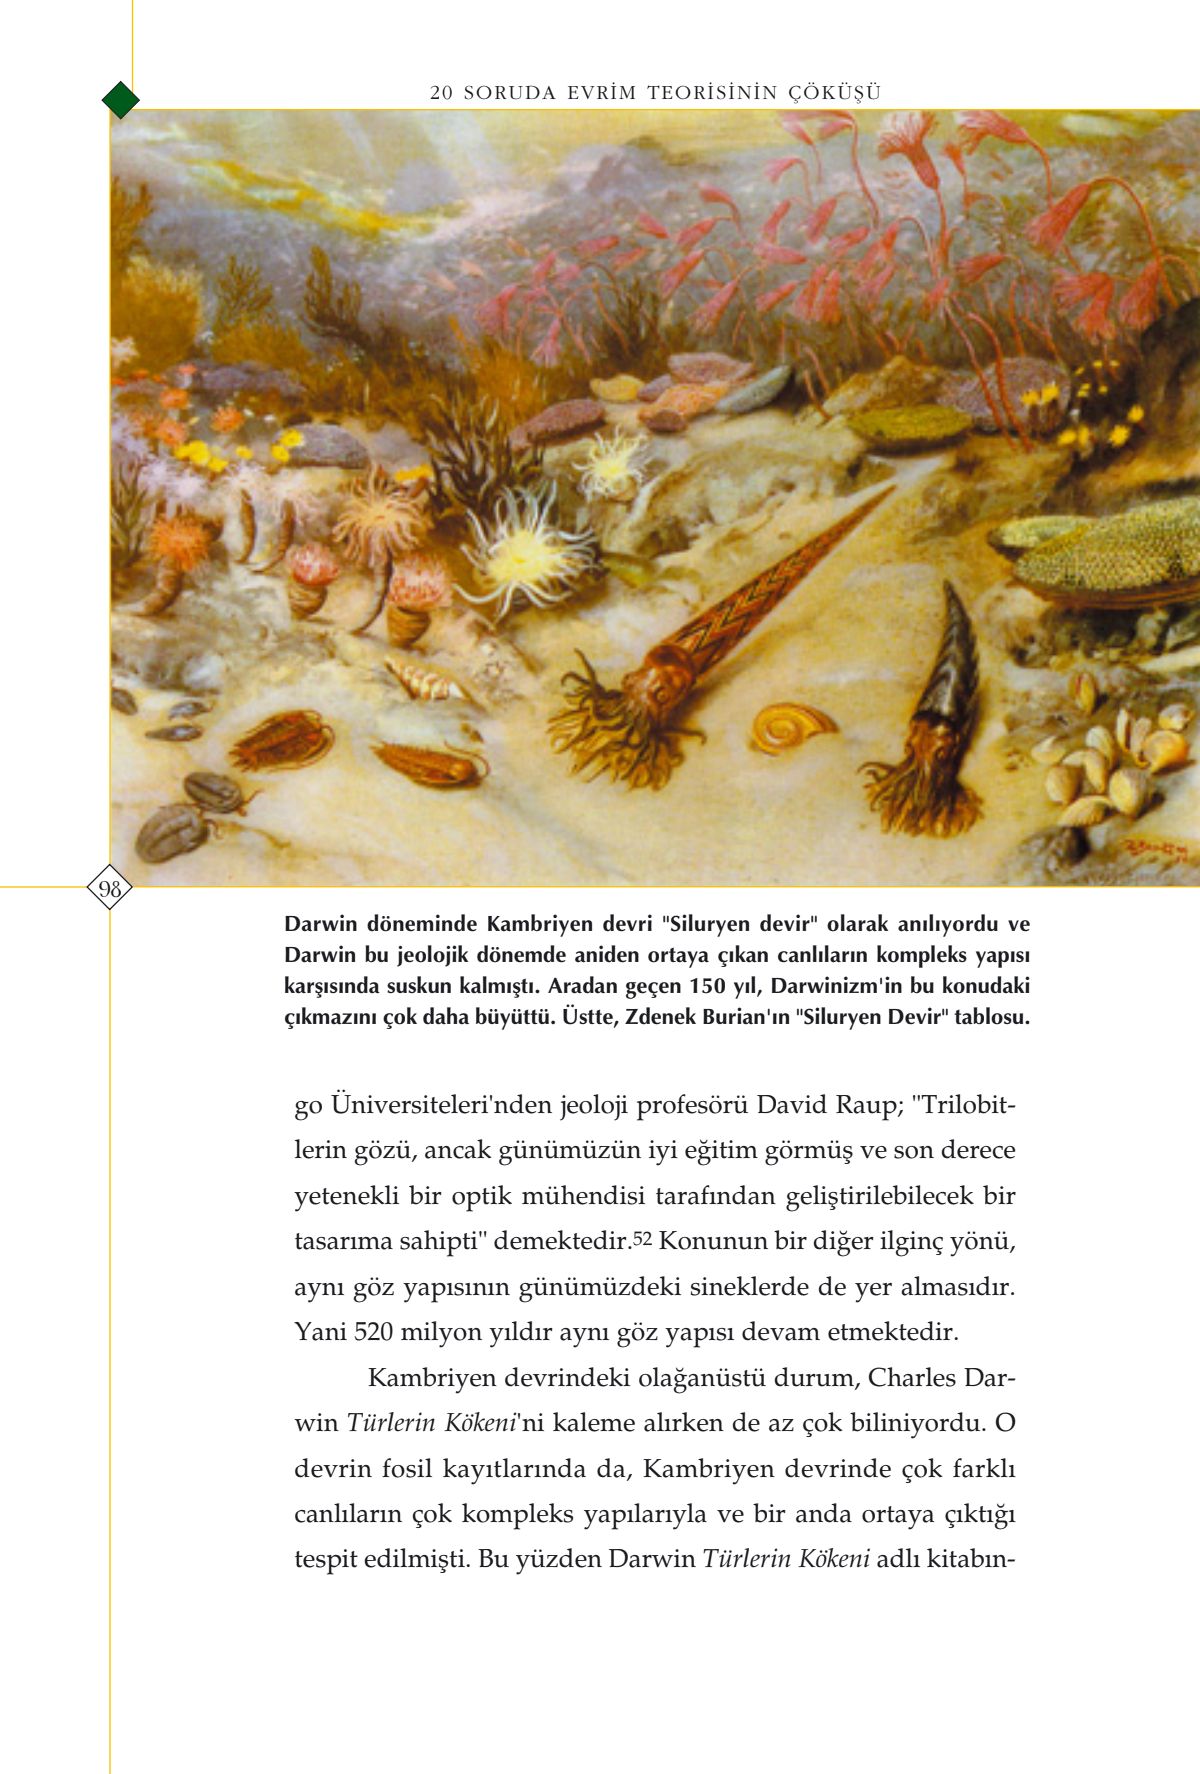 20 SORUDA EVRİM TEORİSİNİN ÇÖKÜŞÜ
98
Darwin döneminde Kambriyen devri "Siluryen devir" olarak anılıyordu ve
Darwin bu jeolojik dönemde aniden ortaya çıkan canlıların kompleks yapısı
karşısında suskun kalmıştı. Aradan geçen 150 yıl, Darwinizm'in bu konudaki
çıkmazını çok daha büyüttü. Üstte, Zdenek Burian'ın "Siluryen Devir" tablosu.
go Üniversiteleri'nden jeoloji profesörü David Raup; "Trilobit-
lerin gözü, ancak günümüzün iyi eğitim görmüş ve son derece
yetenekli bir optik mühendisi tarafından geliştirilebilecek bir
tasarıma sahipti" demektedir.52 Konunun bir diğer ilginç yönü,
aynı göz yapısının günümüzdeki sineklerde de yer almasıdır.
Yani 520 milyon yıldır aynı göz yapısı devam etmektedir.
Kambriyen devrindeki olağanüstü durum, Charles Dar-
win Türlerin Kökeni'ni kaleme alırken de az çok biliniyordu. O
devrin fosil kayıtlarında da, Kambriyen devrinde çok farklı
canlıların çok kompleks yapılarıyla ve bir anda ortaya çıktığı
tespit edilmişti. Bu yüzden Darwin Türlerin Kökeni adlı kitabın-